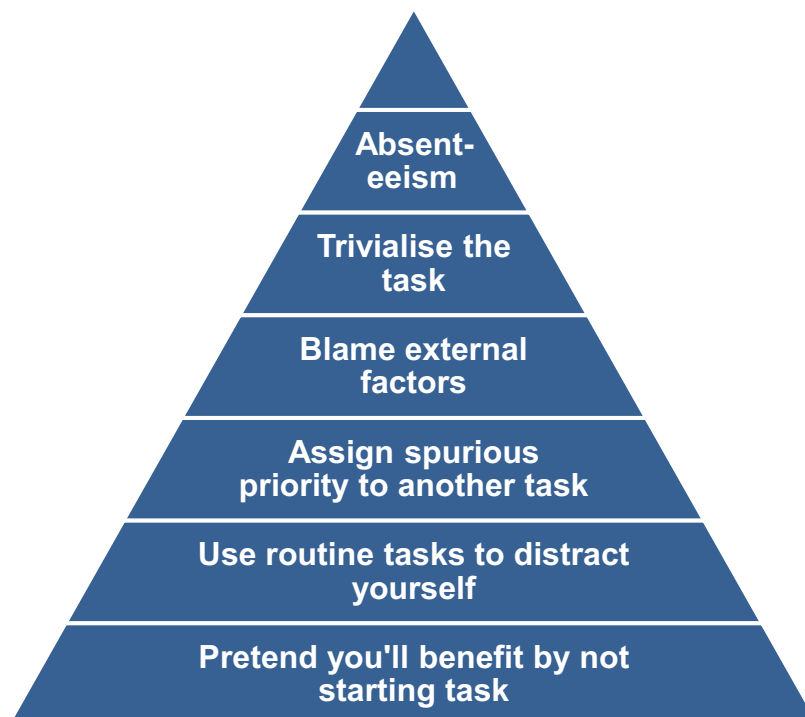 Absent-
eeism
Trivialise the
task
Blame external
factors
Assign spurious
priority to another task
Use routine tasks to distract
yourself
Pretend you'll benefit by not
starting task